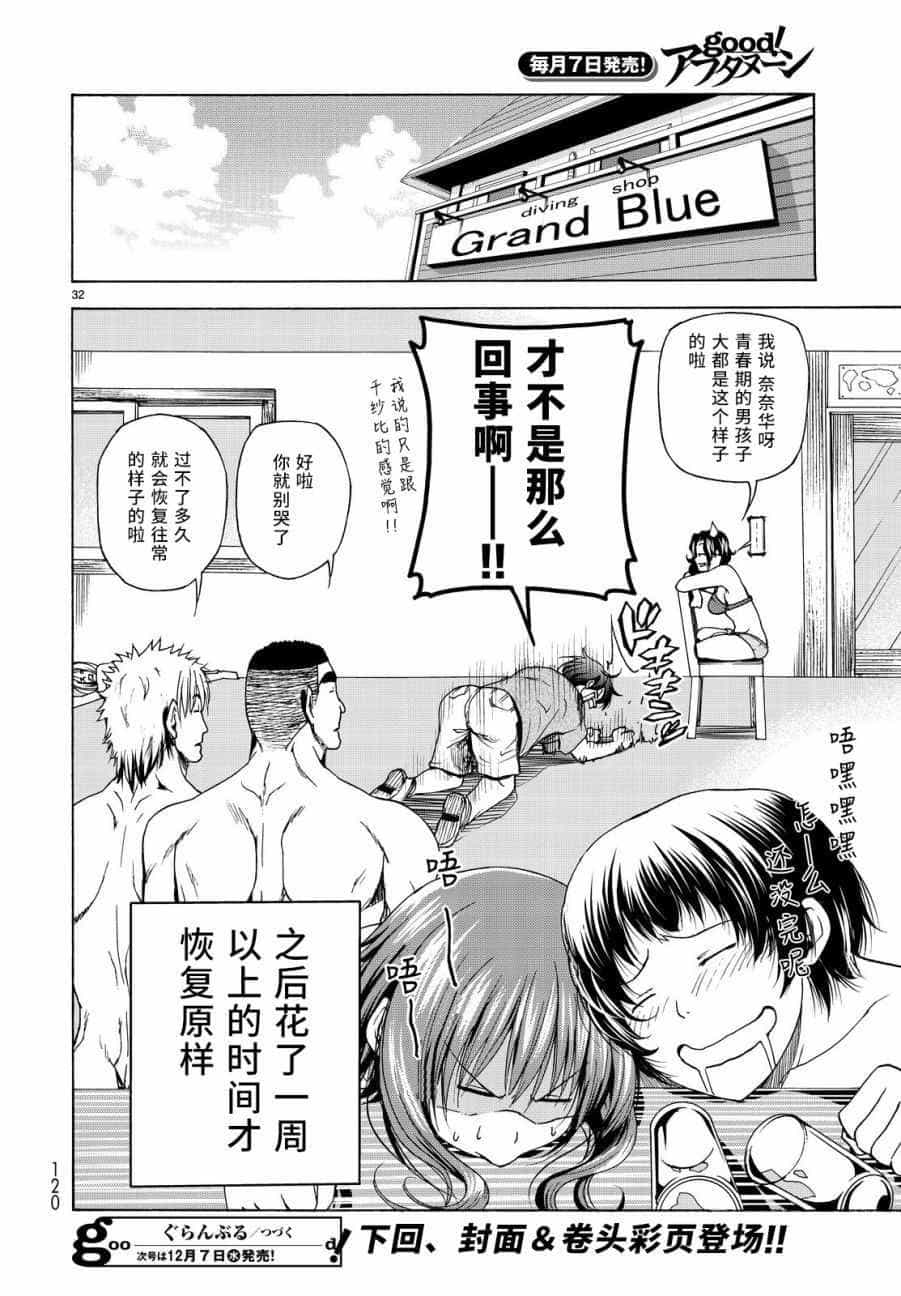 毎月7日発売!
good!
アフタヌーン
diving shop
Grand Blue
32
我说 奈奈华呀
青春期的男孩子
大都是这个样子
的啦
才不是那么
回事啊——!!
我说的只是跟
千纱比的感觉啊!!
好啦
你就别哭了
过不了多久
就会恢复往常
的样子的啦
ドキドキ
唔嘿嘿嘿
怎—么
还没完呢
唔~
唔~
之后花了一周
以上的时间才
恢复原样
120
good!
ぐらんぶる/つづく
次号は12月7日㊌発売!
下回、封面&卷头彩页登场!!